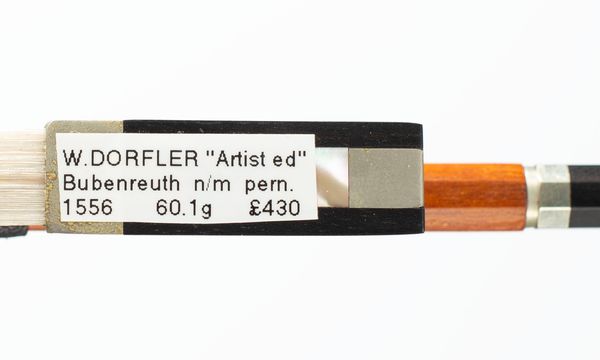 W.DORFLER "Artist ed"
Bubenreuth n/m pern.
1556 60.1g £430